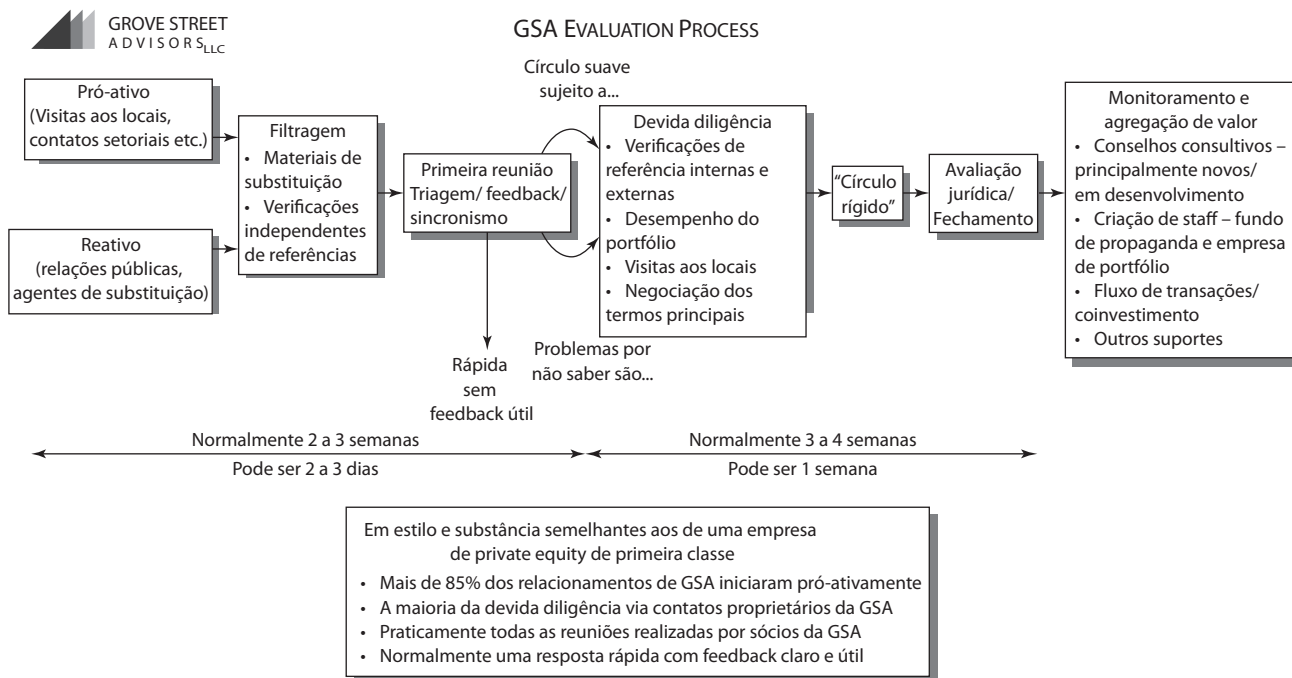 GROVE STREET
ADVISORS LLC
GSA EVALUATION PROCESS
Pró-ativo
(Visitas aos locais,
contatos setoriais etc.)
Reativo
(relações públicas,
agentes de substituição)
Filtragem
• Materiais de
substituição
• Verificações
independentes
de referências
Primeira reunião
Triagem/ feedback/
sincronismo
Rápida
sem
feedback útil
Círculo suave
sujeito a...
Devida diligência
• Verificações de
referência internas e
externas
• Desempenho do
portfólio
• Visitas aos locais
• Negociação dos
termos principais
Problemas por
não saber são...
“Círculo
rígido”
Avaliação
jurídica/
Fechamento
Monitoramento e
agregação de valor
• Conselhos consultivos –
principalmente novos/
em desenvolvimento
• Criação de staff – fundo
de propaganda e empresa
de portfólio
• Fluxo de transações/
coinvestimento
• Outros suportes
Normalmente 2 a 3 semanas
Pode ser 2 a 3 dias
Normalmente 3 a 4 semanas
Pode ser 1 semana
Em estilo e substância semelhantes aos de uma empresa
de private equity de primeira classe
• Mais de 85% dos relacionamentos de GSA iniciaram pró-ativamente
• A maioria da devida diligência via contatos proprietários da GSA
• Praticamente todas as reuniões realizadas por sócios da GSA
• Normalmente uma resposta rápida com feedback claro e útil